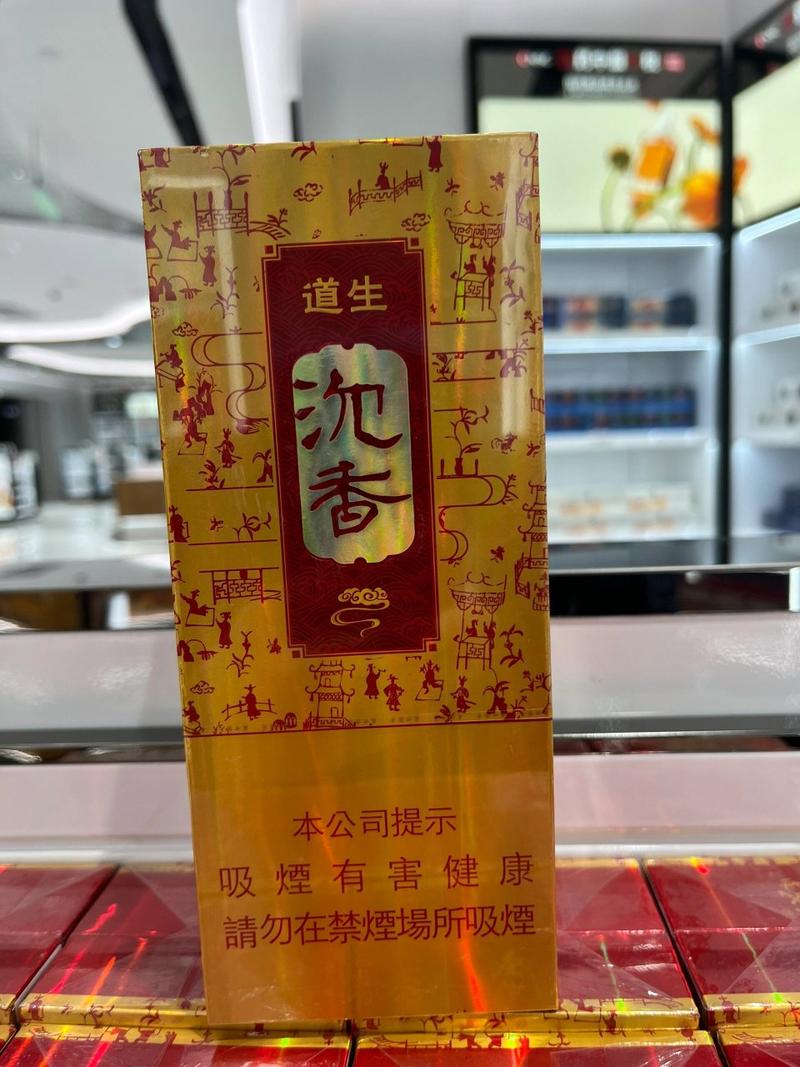 道生
沉香
本公司提示
吸煙有害健康
請勿在禁煙場所吸煙